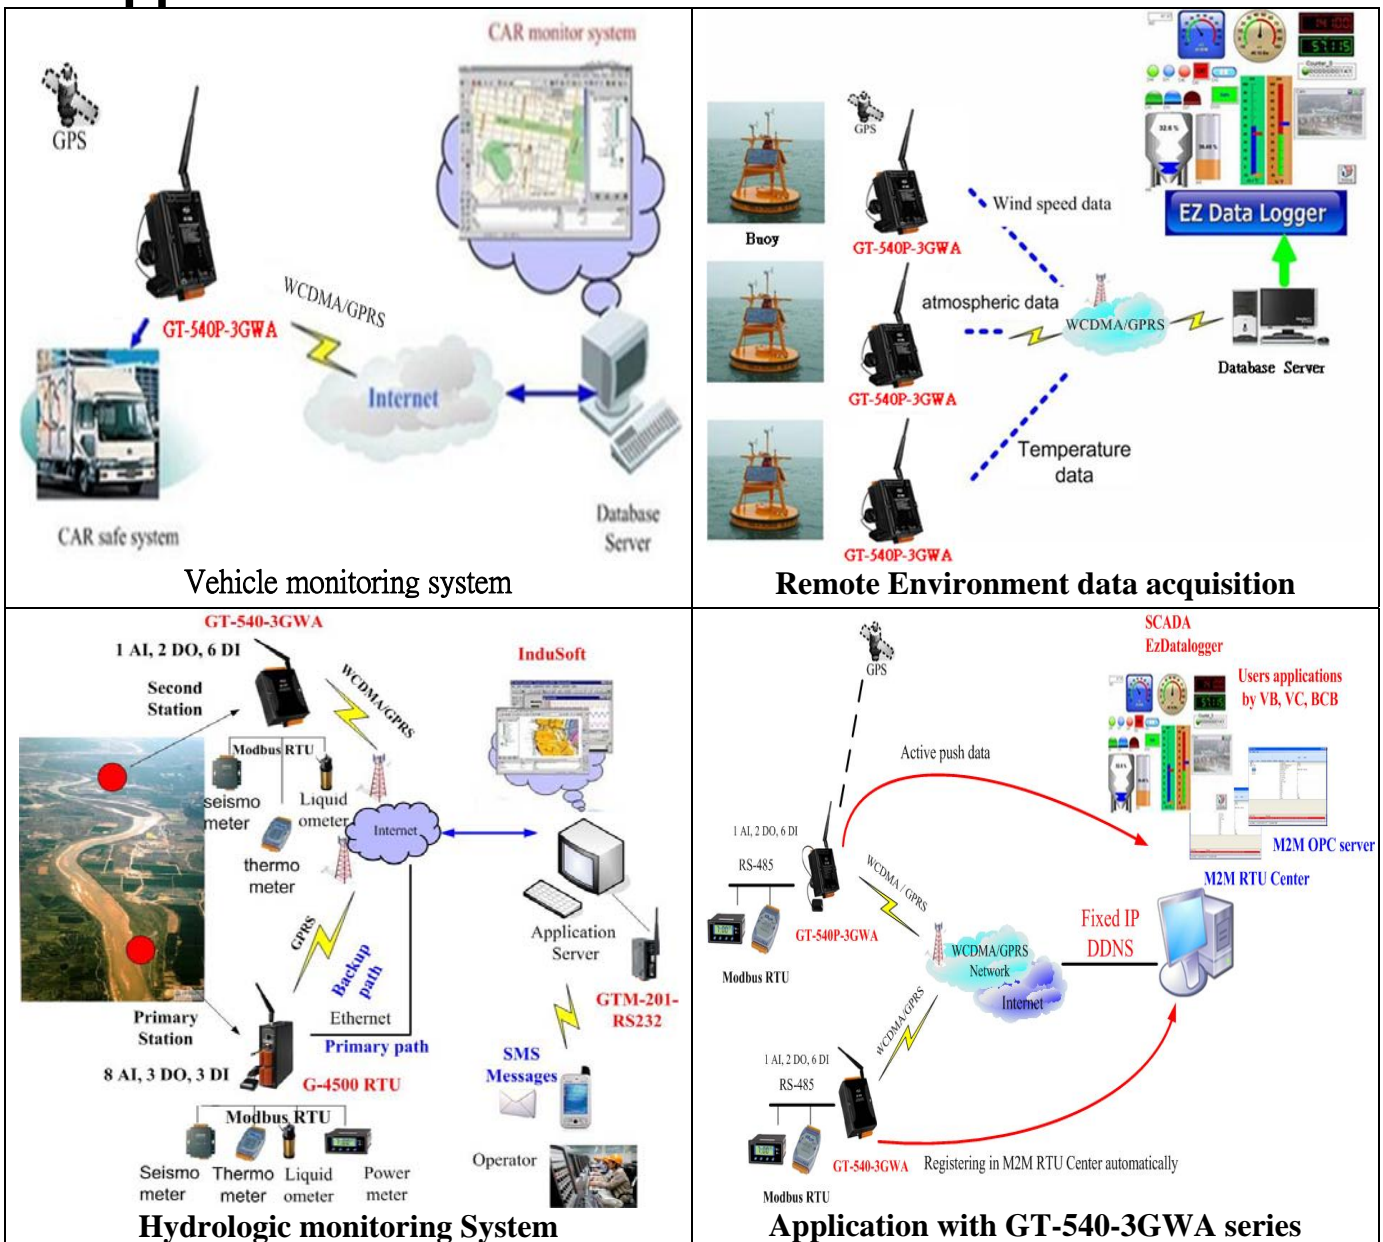 CAR monitor system
GPS
GT-540P-3GWA
WCDMA/GPRS
Internet
CAR safe system
Database
Server
Vehicle monitoring system
GPS
Buoy
GT-540P-3GWA
Wind speed data
atmospheric data
GT-540P-3GWA
WCDMA/GPRS
EZ Data Logger
Database Server
Temperature
data
GT-540P-3GWA
Remote Environment data acquisition
GT-540-3GWA
1 AI, 2 DO, 6 DI
Second
Station
WCDMA/GPRS
InduSoft
Modbus RTU
seismo
meter
Liquid
ometer
thermo
meter
Internet
GPRS
Backup
path
Application
Server
GTM-201-
RS232
Primary
Station
Ethernet
Primary path
8 AI, 3 DO, 3 DI
G-4500 RTU
SMS
Messages
Modbus RTU
Seismo
meter
Thermo
meter
Liquid
ometer
Power
meter
Operator
Hydrologic monitoring System
GPS
SCADA
EzDatalogger
Users applications
by VB, VC, BCB
Active push data
M2M OPC server
M2M RTU Center
1 AI, 2 DO, 6 DI
RS-485
GT-540P-3GWA
Modbus RTU
WCDMA / GPRS
WCDMA/GPRS
Network
Internet
Fixed IP
DDNS
WCDMA/GPRS
1 AI, 2 DO, 6 DI
RS-485
GT-540-3GWA
Modbus RTU
Registering in M2M RTU Center automatically
Application with GT-540-3GWA series